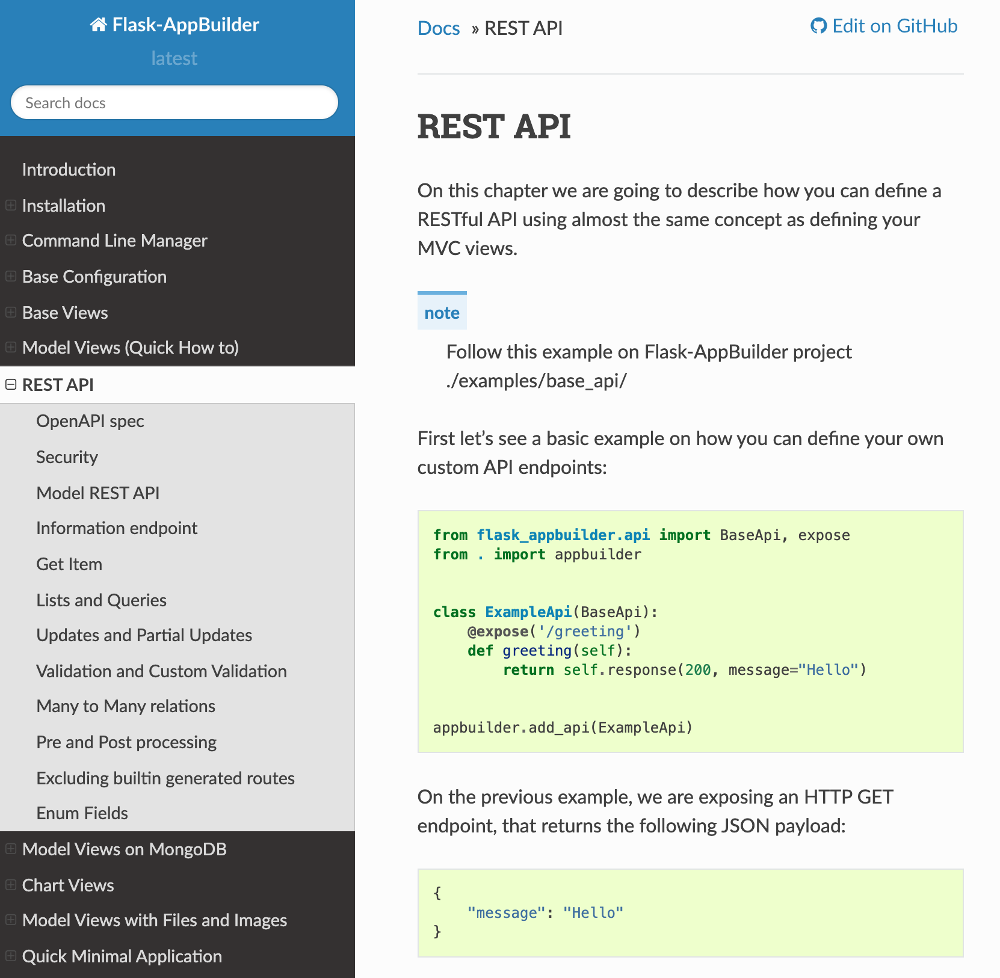 Flask-AppBuilder
latest
Search docs
Introduction
Installation
Command Line Manager
Base Configuration
Base Views
Model Views (Quick How to)
REST API
OpenAPI spec
Security
Model REST API
Information endpoint
Get Item
Lists and Queries
Updates and Partial Updates
Validation and Custom Validation
Many to Many relations
Pre and Post processing
Excluding builtin generated routes
Enum Fields
Model Views on MongoDB
Chart Views
Model Views with Files and Images
Quick Minimal Application
Docs » REST API
Edit on GitHub
REST API
On this chapter we are going to describe how you can define a
RESTful API using almost the same concept as defining your
MVC views.
note
Follow this example on Flask-AppBuilder project
./examples/base_api/
First let’s see a basic example on how you can define your own
custom API endpoints:
from flask_appbuilder.api import BaseApi, expose
from . import appbuilder
class ExampleApi(BaseApi):
    @expose('/greeting')
    def greeting(self):
        return self.response(200, message="Hello")
appbuilder.add_api(ExampleApi)
On the previous example, we are exposing an HTTP GET
endpoint, that returns the following JSON payload:
{
    "message": "Hello"
}